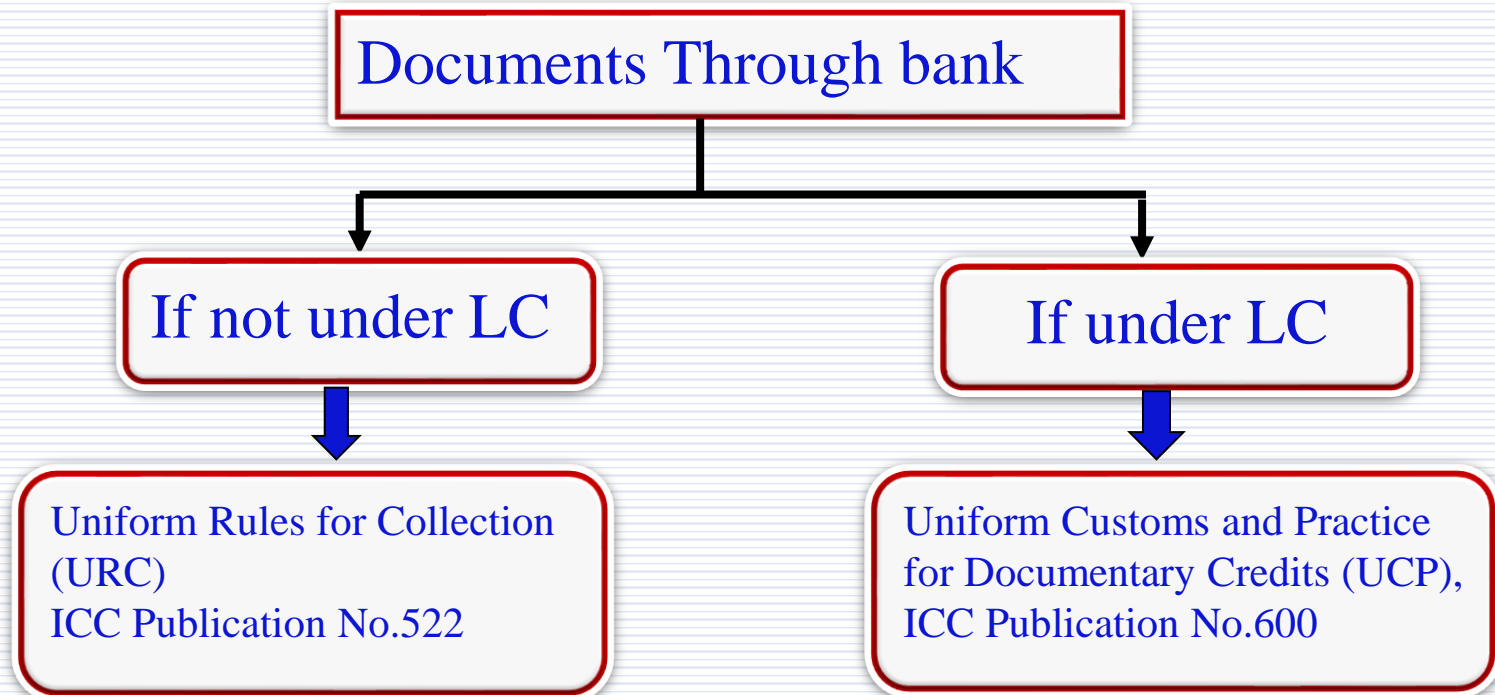 Documents Through bank
If not under LC
If under LC
Uniform Rules for Collection
(URC)
ICC Publication No.522
Uniform Customs and Practice
for Documentary Credits (UCP),
ICC Publication No.600